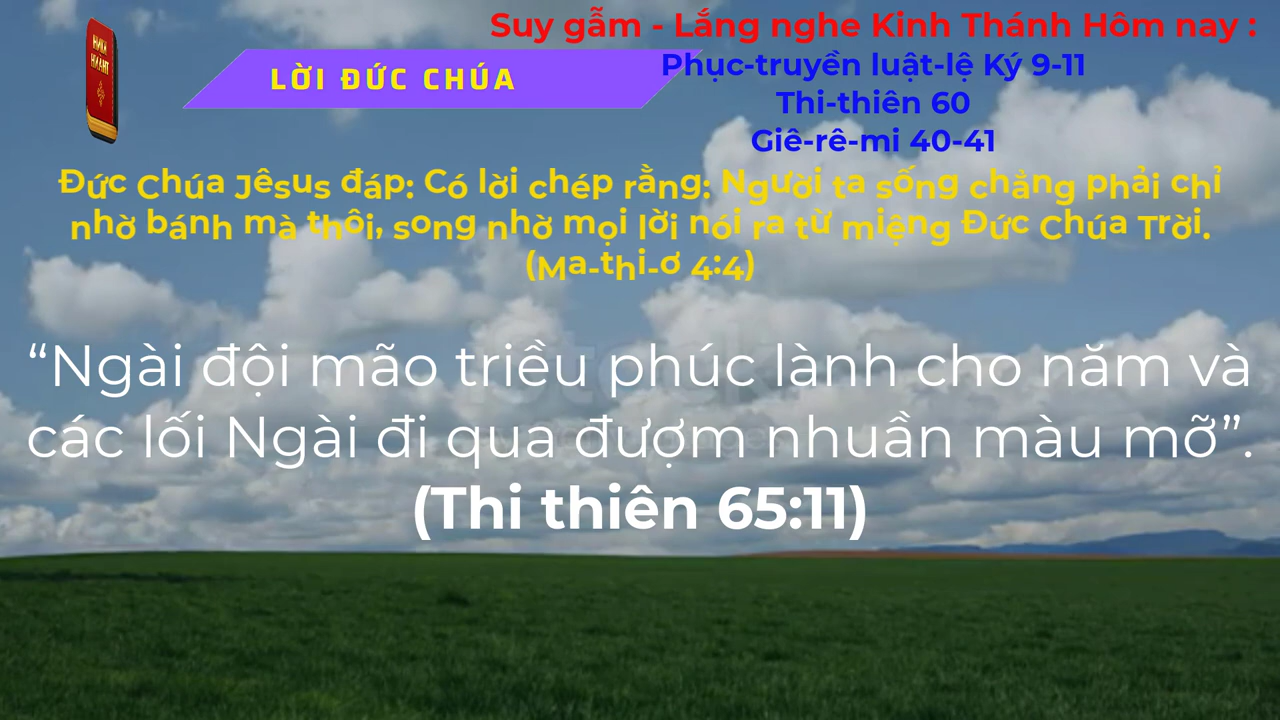 Suy gẫm - Lắng nghe Kinh Thánh Hôm nay :
LỜI ĐỨC CHÚA
Phục-truyền luật-lệ Ký 9-11
Thi-thiên 60
Giê-rê-mi 40-41
KINH
THÁNH
Đức Chúa Jêsus đáp: Có lời chép rằng: Người ta sống chẳng phải chỉ
nhờ bánh mà thôi, song nhờ mọi lời nói ra từ miệng Đức Chúa Trời.
(Ma-thi-ơ 4:4)
“Ngài đội mão triều phúc lành cho năm và
các lối Ngài đi qua đượm nhuần màu mỡ”.
(Thi thiên 65:11)